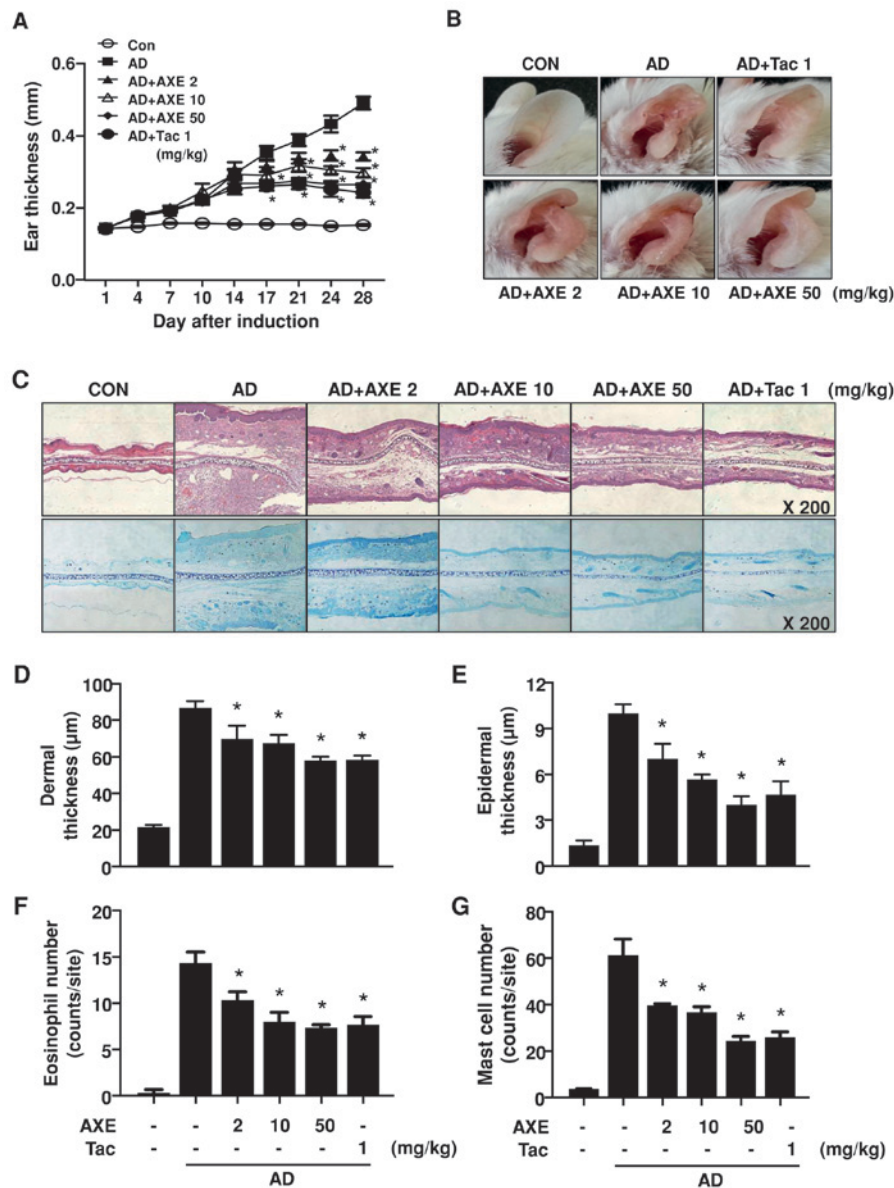 A
Con
AD
AD+AXE 2
AD+AXE 10
AD+AXE 50
AD+Tac 1
(mg/kg)
Ear thickness (mm)
0.6
0.4
0.2
0.0
* * * * * * * * * * * * *
1 4 7 10 14 17 21 24 28
Day after induction
B
CON AD AD+Tac 1
AD+AXE 2 AD+AXE 10 AD+AXE 50 (mg/kg)
C
CON AD AD+AXE 2 AD+AXE 10 AD+AXE 50 AD+Tac 1 (mg/kg)
X 200
X 200
D
Dermal
thickness (μm)
100
80
60
40
20
0
* * * *
E
Epidermal
thickness (μm)
12
9
6
3
0
* * * *
F
Eosinophil number
(counts/site)
20
15
10
5
0
* * * *
AXE - - 2 10 50 -
Tac - - - - - 1 (mg/kg)
AD
G
Mast cell number
(counts/site)
80
60
40
20
0
* * * *
- - 2 10 50 -
- - - - - 1 (mg/kg)
AD